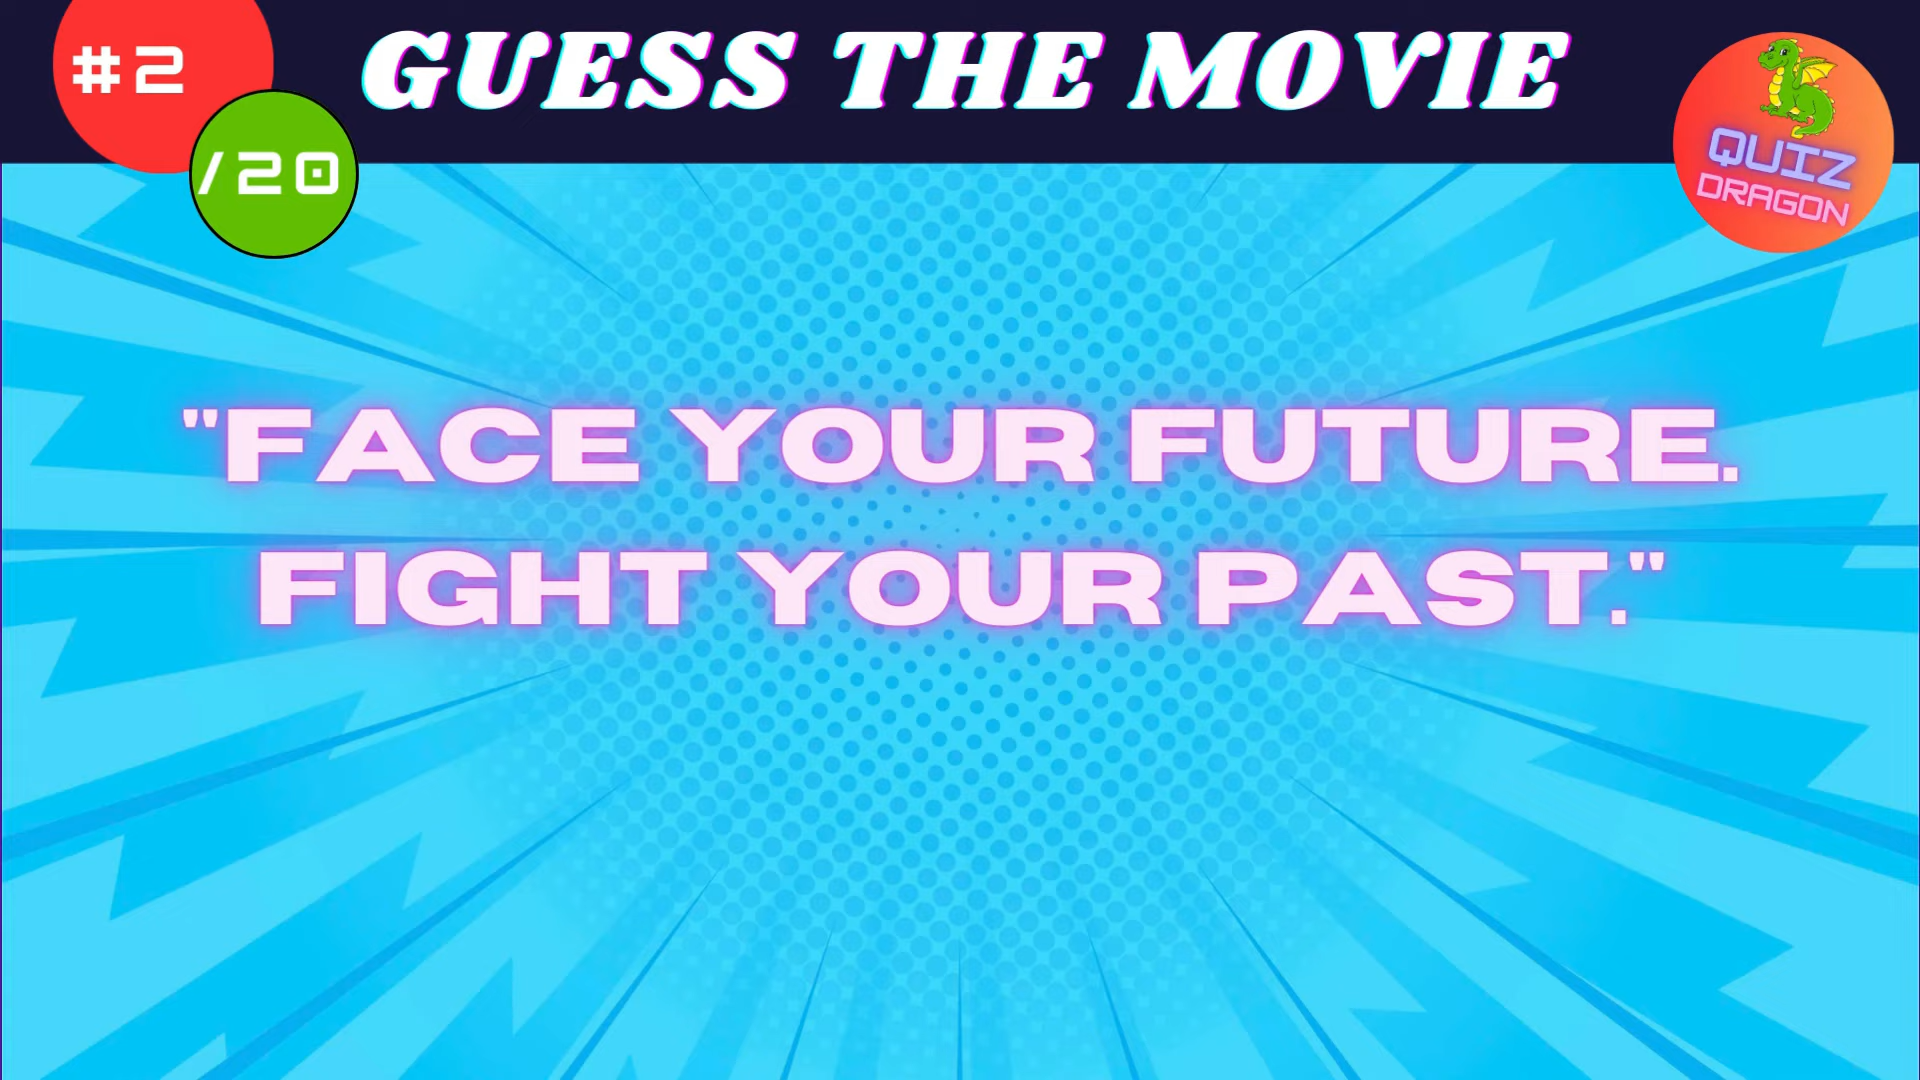 #2
/20
GUESS THE MOVIE
QUIZ
DRAGON
"FACE YOUR FUTURE.
FIGHT YOUR PAST."